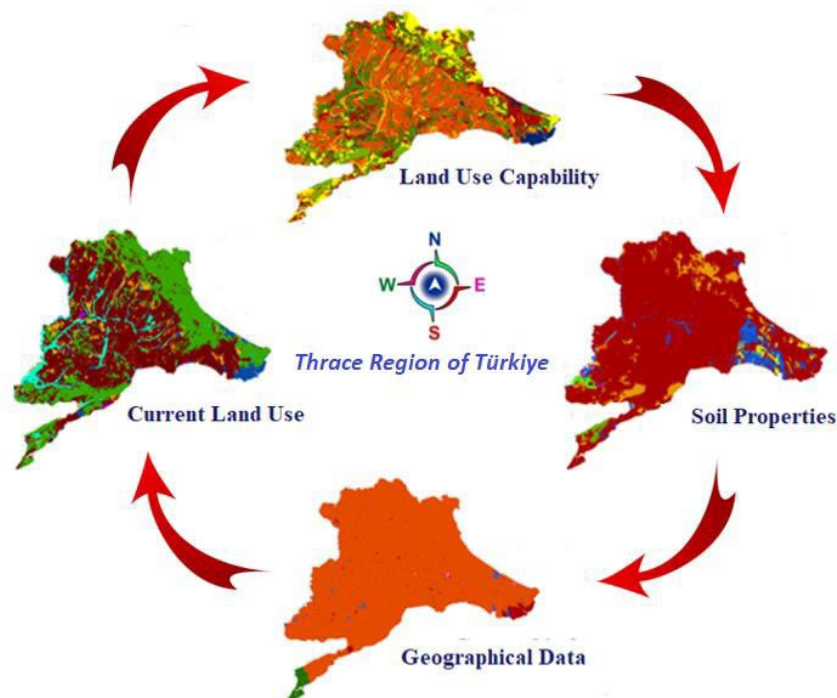 Land Use Capability
N
W
E
S
Thrace Region of Türkiye
Current Land Use
Soil Properties
Geographical Data